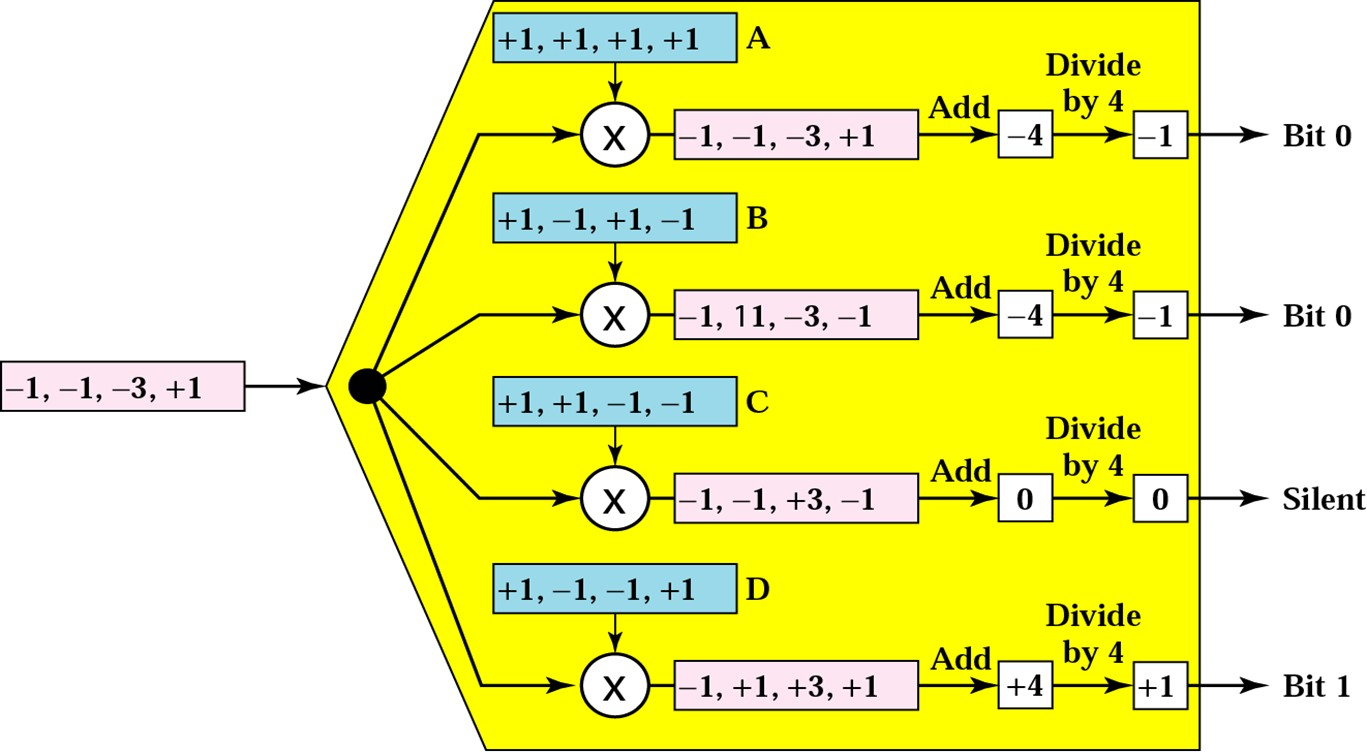 +1, +1, +1, +1 A
Divide
by 4
Add
X
−1, −1, −3, +1
−4
−1
Bit 0
+1, −1, +1, −1 B
Divide
by 4
Add
X
−1, 11, −3, −1
−4
−1
Bit 0
−1, −1, −3, +1
+1, +1, −1, −1 C
Divide
by 4
Add
X
−1, −1, +3, −1
0
0
Silent
+1, −1, −1, +1 D
Divide
by 4
Add
X
−1, +1, +3, +1
+4
+1
Bit 1